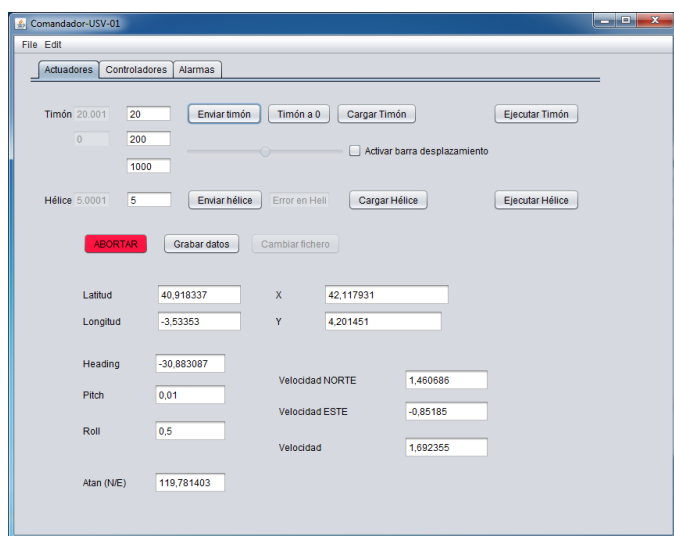 Comandador-USV-01
File Edit
Actuadores Controladores Alarmas
Timón 20.001 20 Enviar timón Timón a 0 Cargar Timón Ejecutar Timón
0 200
Activar barra desplazamiento
1000
Hélice 5.0001 5 Enviar hélice Error en Heli Cargar Hélice Ejecutar Hélice
ABORTAR Grabar datos Cambiar fichero
Latitud 40,918337 X 42,117931
Longitud -3,53353 Y 4,201451
Heading -30,883087
Velocidad NORTE 1,460686
Pitch 0,01
Velocidad ESTE -0,85185
Roll 0,5
Velocidad 1,692355
Atan (N/E) 119,781403